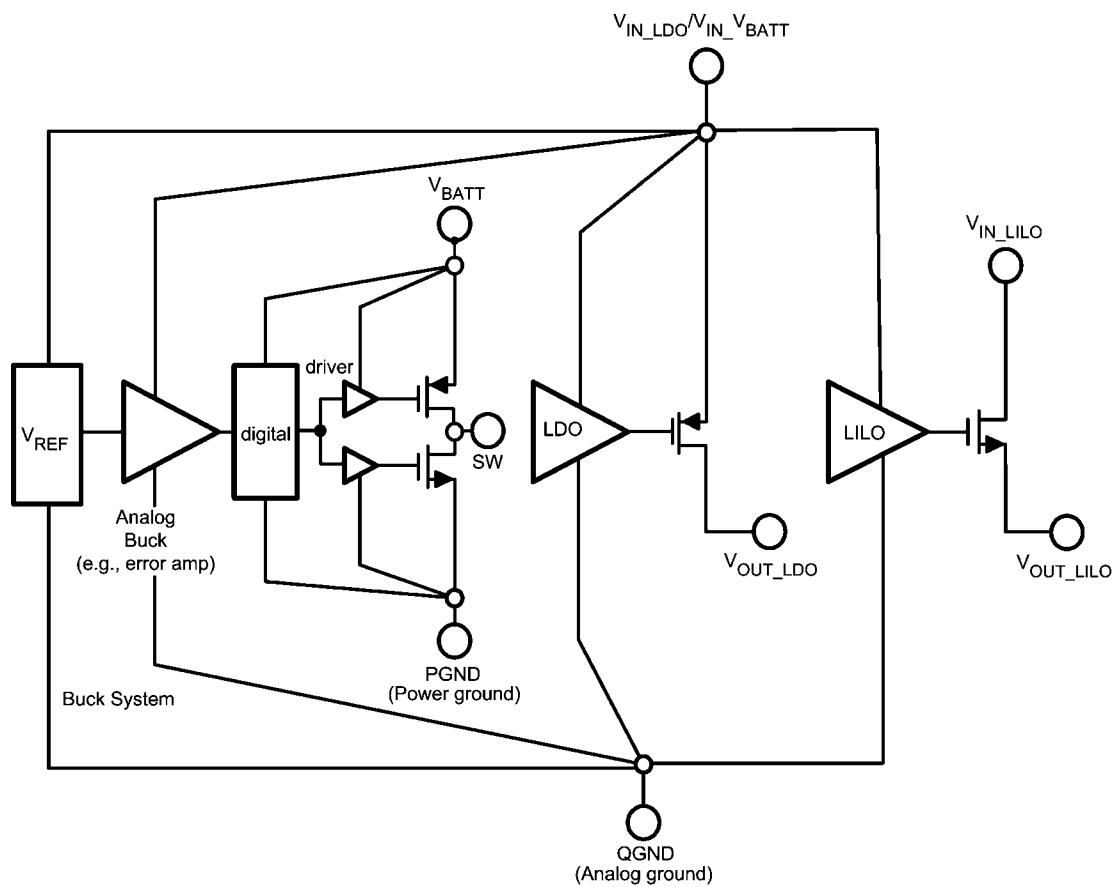 V_IN_LDO/V_IN_V_BATT
V_BATT
V_IN_LILO
driver
V_REF
digital
SW
LDO
LILO
Analog
Buck
(e.g., error amp)
V_OUT_LDO
V_OUT_LILO
PGND
(Power ground)
Buck System
QGND
(Analog ground)